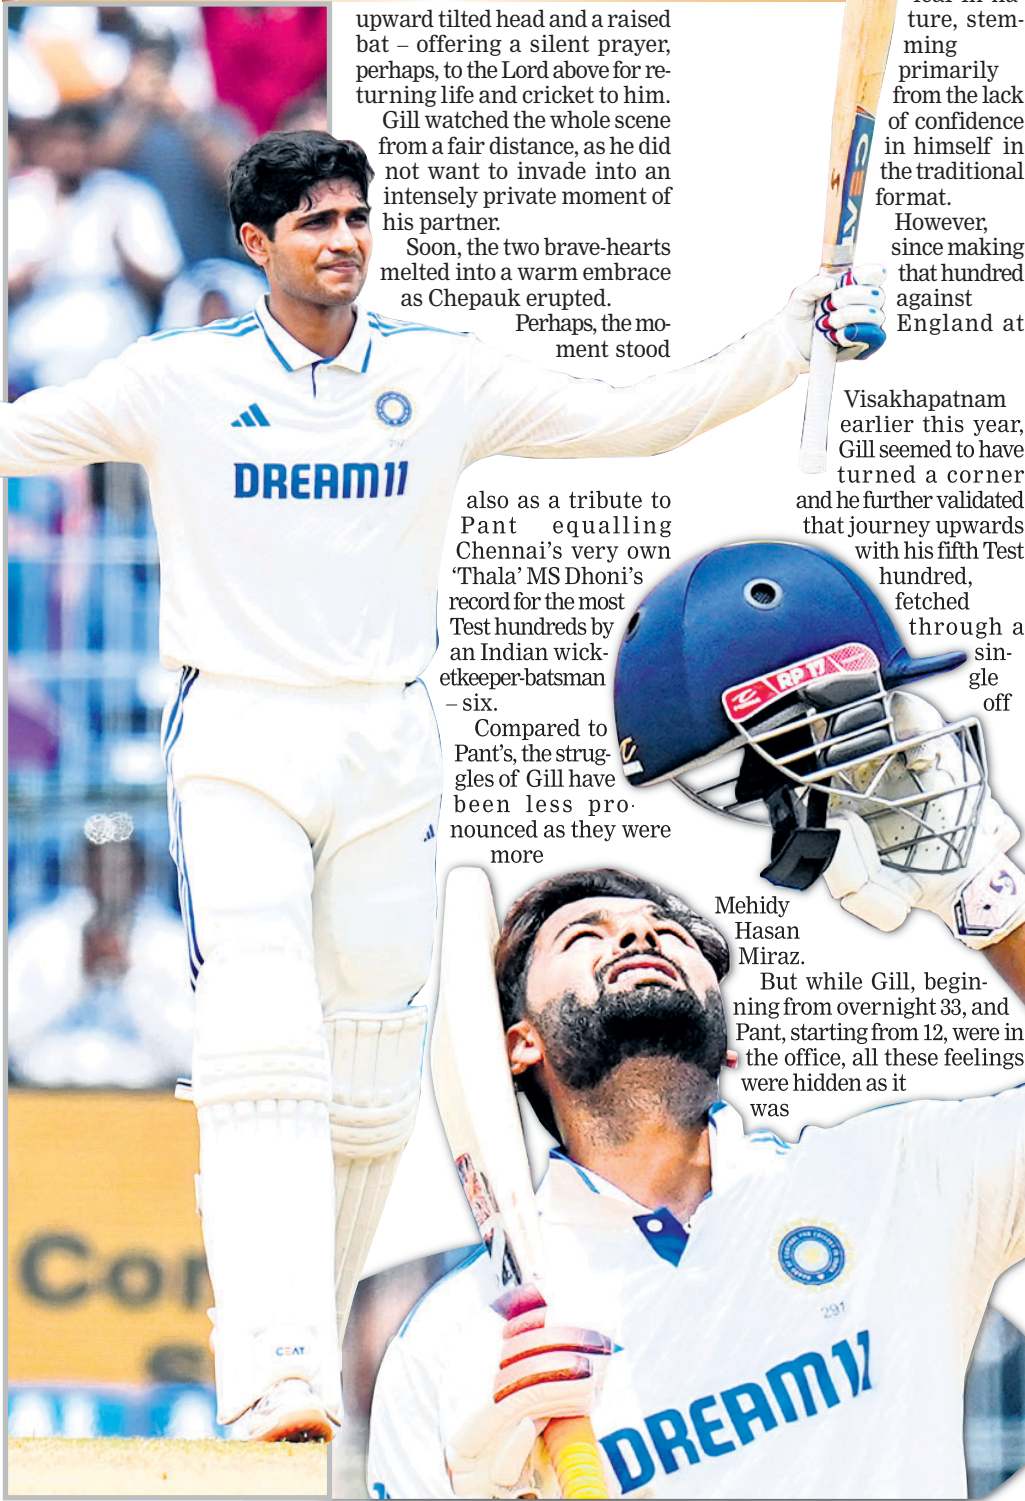 upward tilted head and a raised
bat – offering a silent prayer,
perhaps, to the Lord above for re-
turning life and cricket to him.
Gill watched the whole scene
from a fair distance, as he did
not want to invade into an
intensely private moment of
his partner.
Soon, the two brave-hearts
melted into a warm embrace
as Chepauk erupted.
Perhaps, the mo-
ment stood
also as a tribute to
Pant equalling
Chennai’s very own
‘Thala’ MS Dhoni’s
record for the most
Test hundreds by
an Indian wick-
etkeeper-batsman
– six.
Compared to
Pant’s, the strug-
gles of Gill have
been less pro-
nounced as they were
more
ture, stem-
ming
primarily
from the lack
of confidence
in himself in
the traditional
format.
However,
since making
that hundred
against
England at
Visakhapatnam
earlier this year,
Gill seemed to have
turned a corner
and he further validated
that journey upwards
with his fifth Test
hundred,
fetched
through a
sin-
gle
off
Mehidy
Hasan
Miraz.
But while Gill, begin-
ning from overnight 33, and
Pant, starting from 12, were in
the office, all these feelings
were hidden as it
was
CEAT
DREAM11
RP 17
Cor
CEAT
291
DREAM11